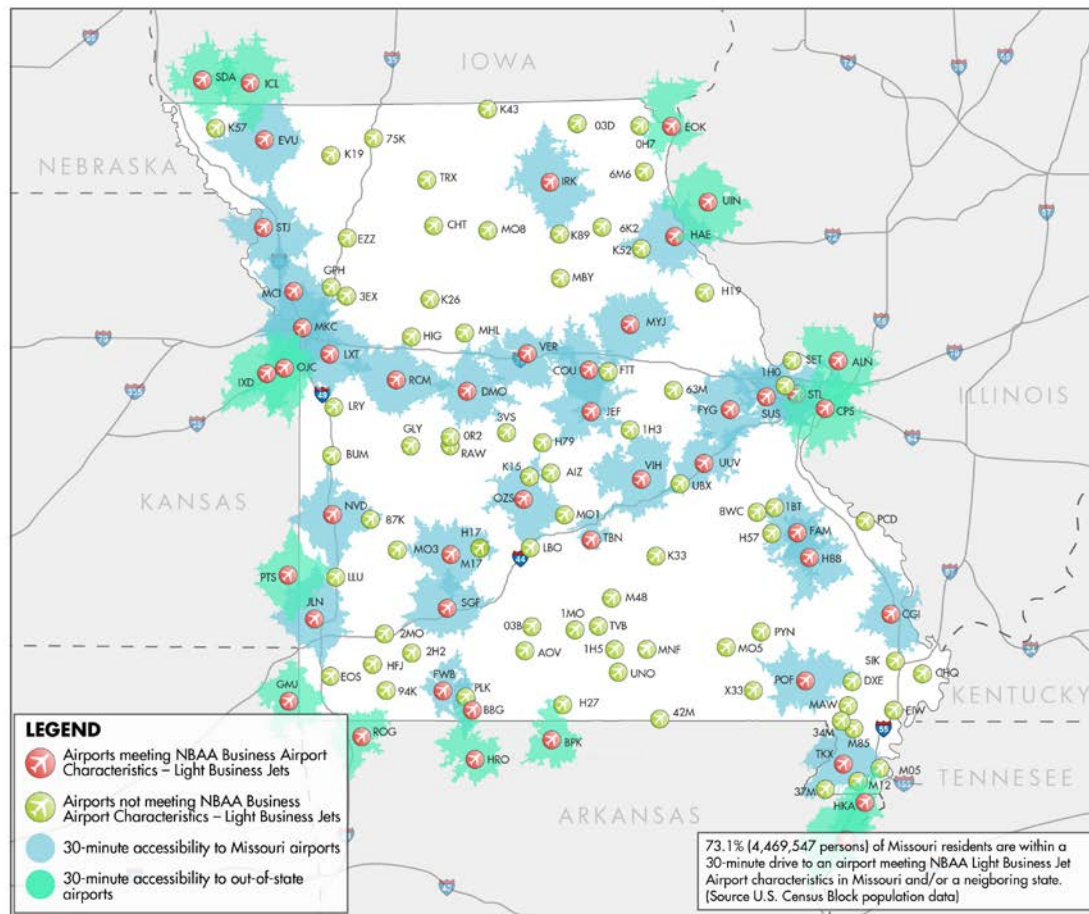 IOWA
NEBRASKA
KANSAS
ILLINOIS
KENTUCKY
TENNESSEE
ARKANSAS
SDA
ICL
K57
EVU
K19
75K
K43
03D
0H7
EOK
TRX
IRK
6M6
UIN
STJ
EZZ
CHT
MO8
K89
6K2
K52
HAE
GPH
MCI
3EX
K26
MBY
H19
MKC
HIG
MHL
VER
MYJ
LXT
OJC
IXD
RCM
DMO
COU
FTT
63M
1H0
SET
ALN
STL
SUS
CPS
FYG
49
LRY
JEF
3VS
1H3
GLY
0R2
RAW
H79
BUM
K15
AIZ
VIH
UUV
UBX
OZS
NVD
87K
MO1
8WC
1BT
FAM
PCD
H57
H88
MO3
H17
M17
LBO
44
TBN
K33
PTS
LLU
JLN
SGF
M48
CGI
2MO
03B
1MO
TVB
PYN
2H2
AOV
1H5
MNF
MO5
SIK
HFJ
EOS
94K
FWB
PLK
BBG
UNO
POF
DXE
CHQ
GMJ
X33
H27
42M
MAW
EIW
34M
M85
55
ROG
HRO
BPK
TKX
M05
M12
37M
HKA
LEGEND
Airports meeting NBAA Business Airport
Characteristics – Light Business Jets
Airports not meeting NBAA Business
Airport Characteristics – Light Business Jets
30-minute accessibility to Missouri airports
30-minute accessibility to out-of-state
airports
73.1% (4,469,547 persons) of Missouri residents are within a
30-minute drive to an airport meeting NBAA Light Business Jet
Airport characteristics in Missouri and/or a neigboring state.
(Source U.S. Census Block population data)